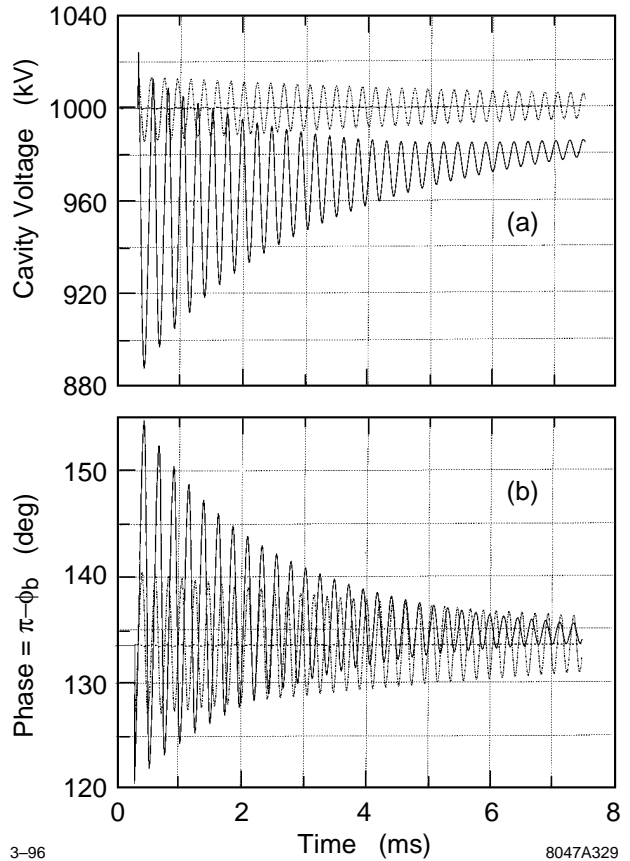 1040
1000
960
920
880
Cavity Voltage (kV)
(a)
150
140
130
120
Phase = π–ϕb (deg)
(b)
0 2 4 6 8
Time (ms)
3–96
8047A329